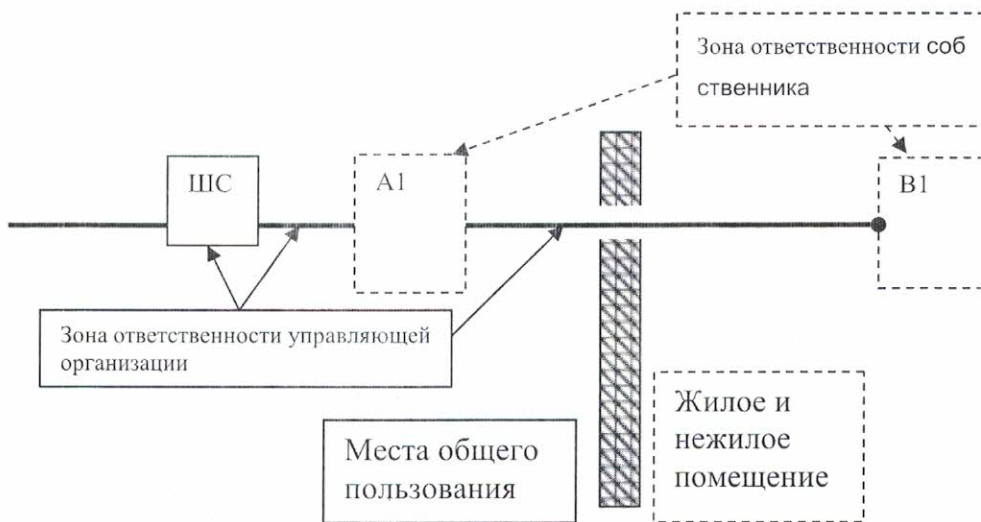 Зона ответственности соб
ственника
ШС
А1
В1
Зона ответственности управляющей
организации
Места общего
пользования
Жилое и
нежилое
помещение